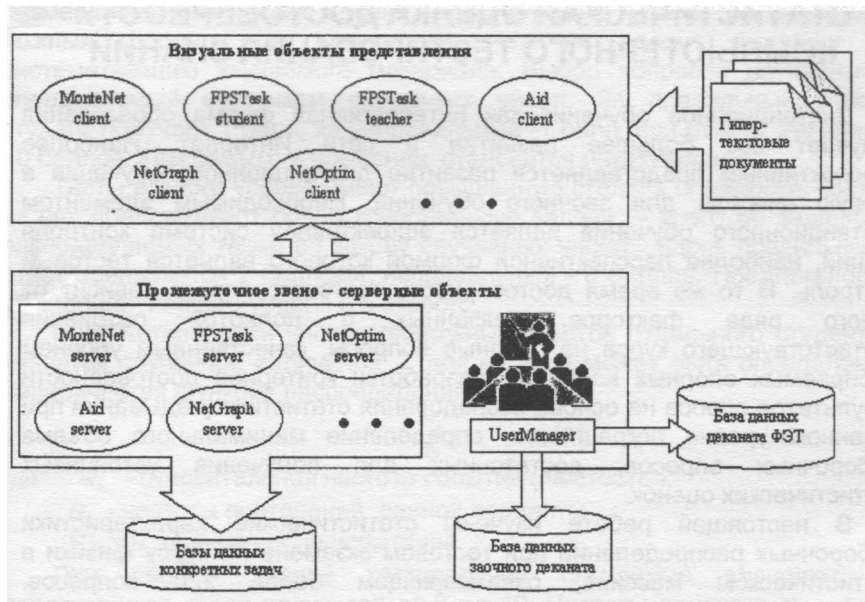 Визуальные объекты представления
MonteNet
client
FPSTask
student
FPSTask
teacher
Aid
client
NetGraph
client
NetOptim
client
Гипер-
текстовые
документы
Промежуточное звено – серверные объекты
MonteNet
server
FPSTask
server
NetOptim
server
Aid
server
NetGraph
server
UserManager
База данных
деканата ФЭТ
Базы данных
конкретных задач
База данных
заочного деканата